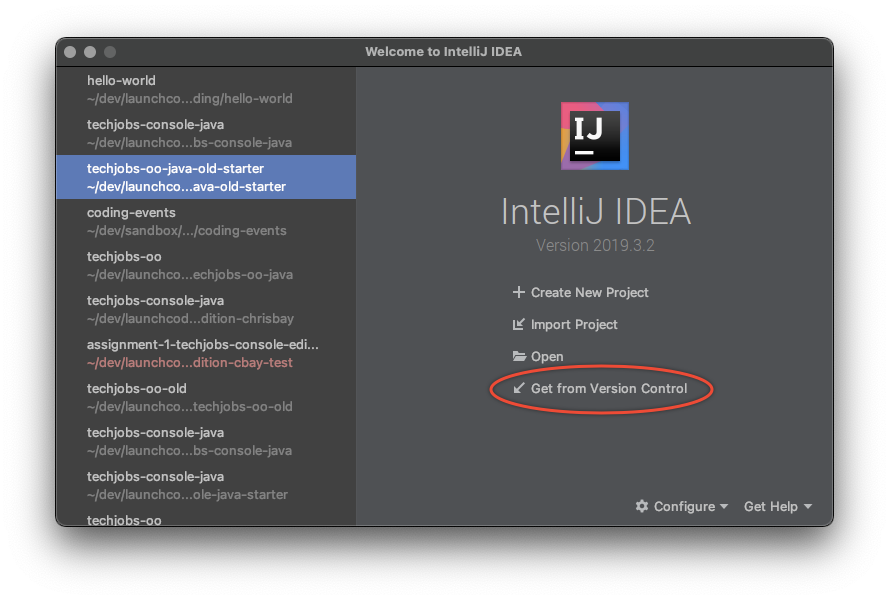 Welcome to IntelliJ IDEA
hello-world
~/dev/launchco...ding/hello-world
techjobs-console-java
~/dev/launchco...bs-console-java
techjobs-oo-java-old-starter
~/dev/launchco...ava-old-starter
coding-events
~/dev/sandbox/.../coding-events
techjobs-oo
~/dev/launchco...echjobs-oo-java
techjobs-console-java
~/dev/launchcod...dition-chrisbay
assignment-1-techjobs-console-edi...
~/dev/launchco...dition-cbay-test
techjobs-oo-old
~/dev/launchco...techjobs-oo-old
techjobs-console-java
~/dev/launchco...bs-console-java
techjobs-console-java
~/dev/launchco...ole-java-starter
techjobs-oo
IJ
IntelliJ IDEA
Version 2019.3.2
Create New Project
Import Project
Open
Get from Version Control
Configure
Get Help